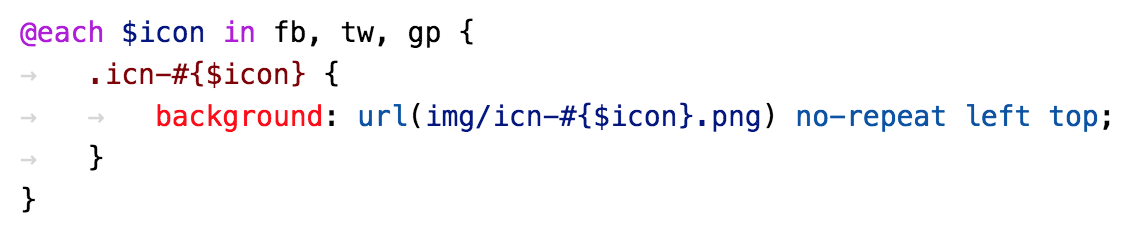 @each $icon in fb, tw, gp {
→ .icn-#{$icon} {
→ → background: url(img/icn-#{$icon}.png) no-repeat left top;
→ }
}